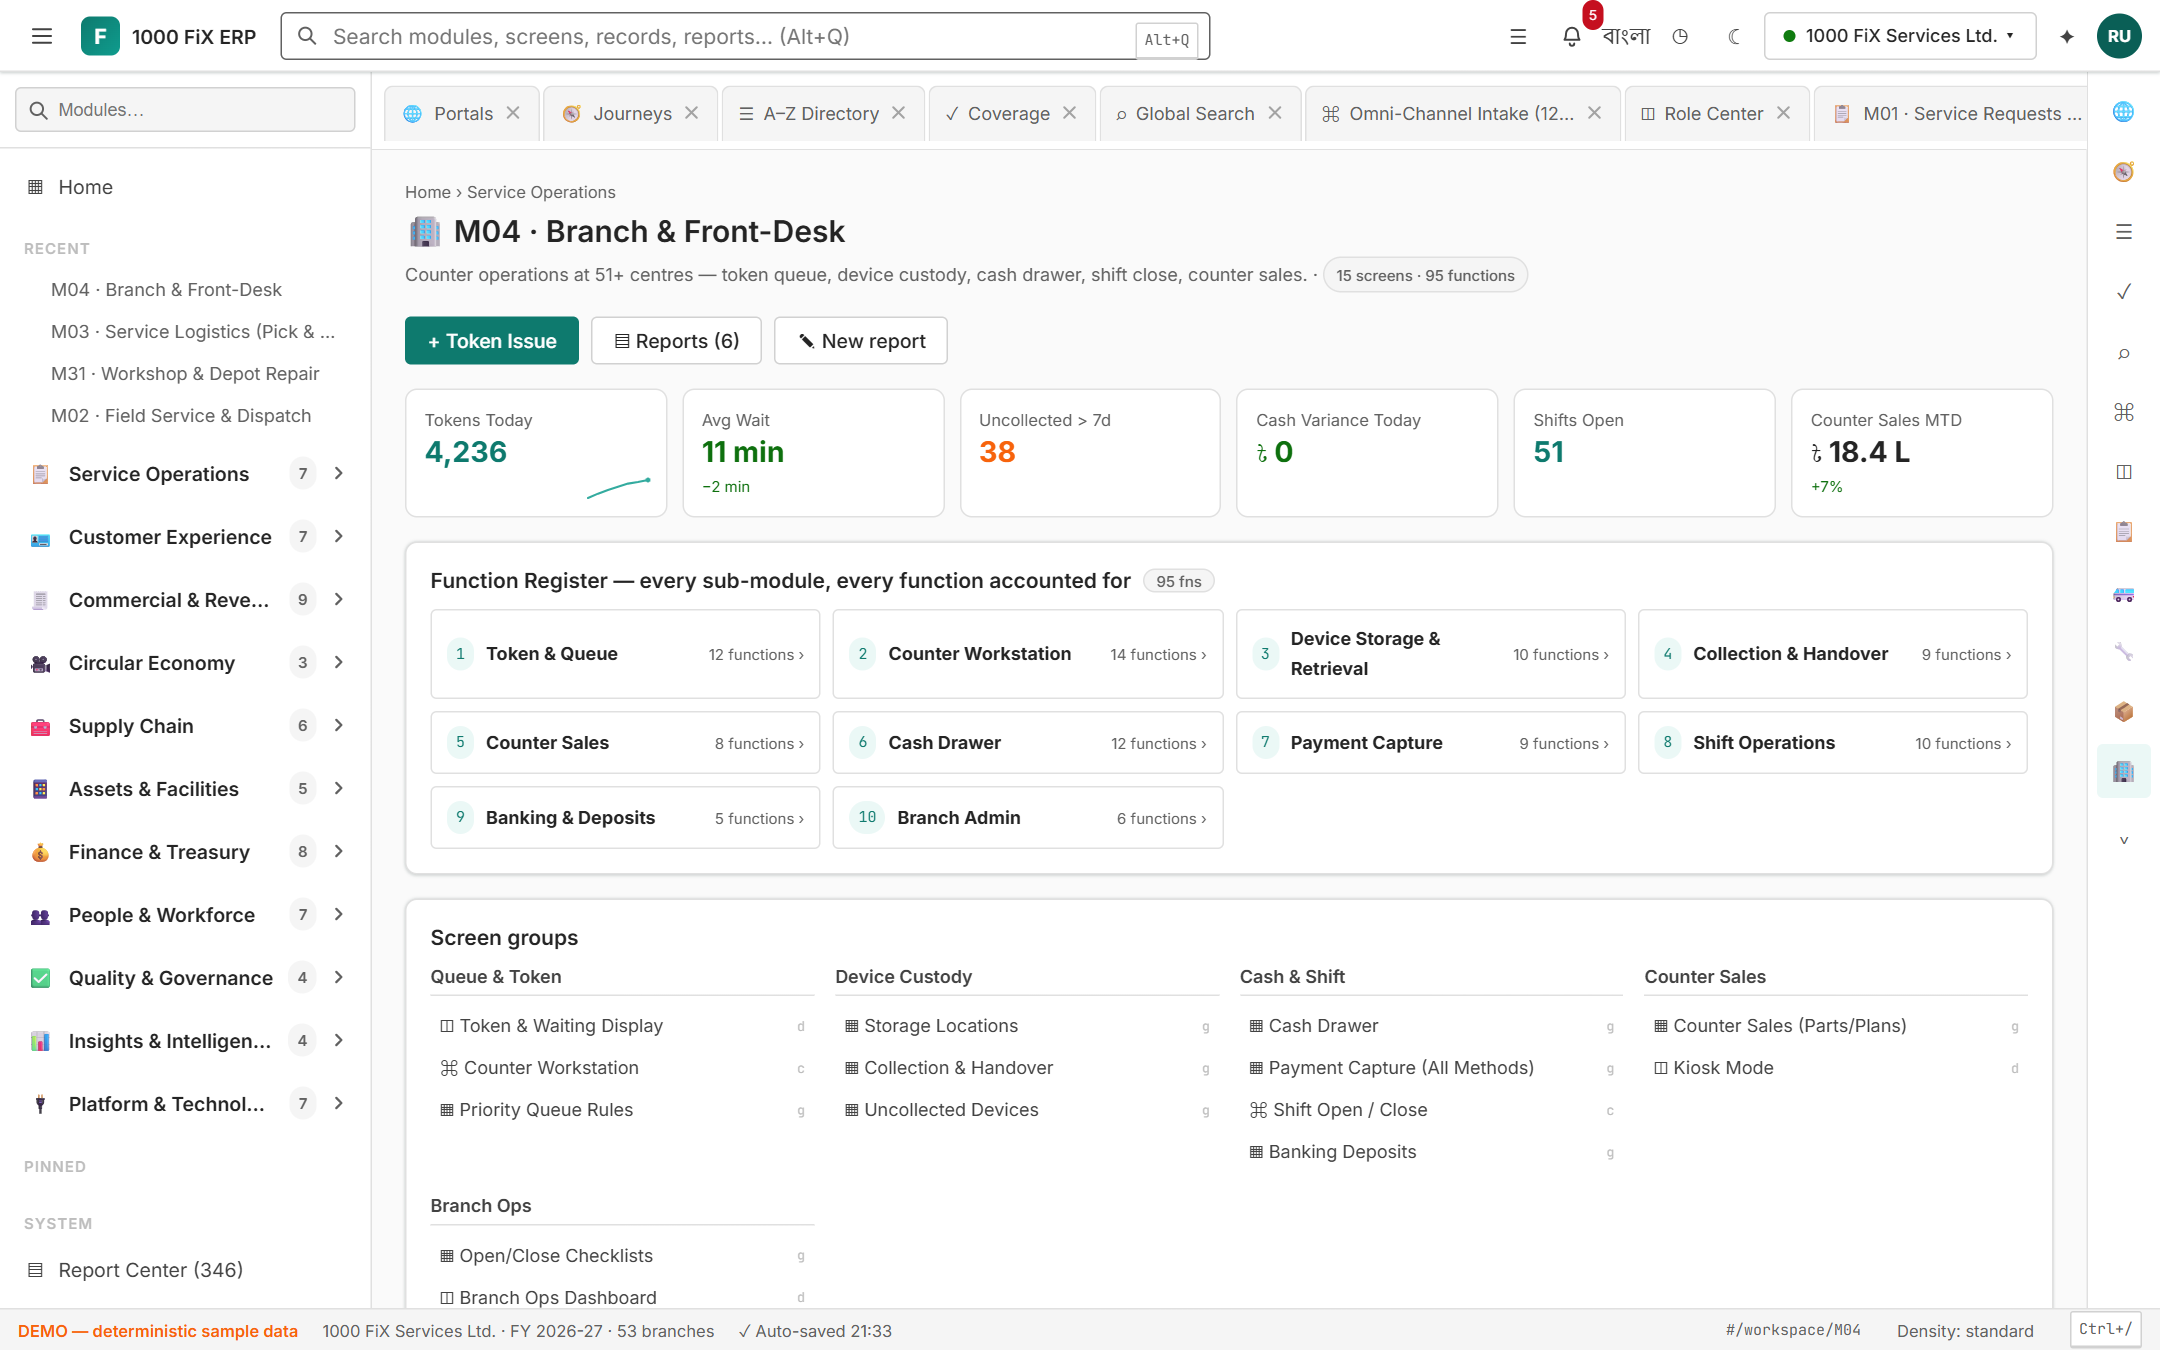 F 1000 FiX ERP
Search modules, screens, records, reports... (Alt+Q)
Alt+Q
5
বাংলা
1000 FiX Services Ltd.
RU
Modules...
Portals
Journeys
A–Z Directory
Coverage
Global Search
Omni-Channel Intake (12...
Role Center
M01 · Service Requests ...
Home
RECENT
M04 · Branch & Front-Desk
M03 · Service Logistics (Pick & ...
M31 · Workshop & Depot Repair
M02 · Field Service & Dispatch
Service Operations 7
Customer Experience 7
Commercial & Reve... 9
Circular Economy 3
Supply Chain 6
Assets & Facilities 5
Finance & Treasury 8
People & Workforce 7
Quality & Governance 4
Insights & Intelligen... 4
Platform & Technol... 7
PINNED
SYSTEM
Report Center (346)
Home › Service Operations
M04 · Branch & Front-Desk
Counter operations at 51+ centres — token queue, device custody, cash drawer, shift close, counter sales. · 15 screens · 95 functions
+ Token Issue
Reports (6)
New report
Tokens Today
4,236
Avg Wait
11 min
−2 min
Uncollected > 7d
38
Cash Variance Today
৳ 0
Shifts Open
51
Counter Sales MTD
৳ 18.4 L
+7%
Function Register — every sub-module, every function accounted for 95 fns
1 Token & Queue 12 functions ›
2 Counter Workstation 14 functions ›
3 Device Storage & Retrieval 10 functions ›
4 Collection & Handover 9 functions ›
5 Counter Sales 8 functions ›
6 Cash Drawer 12 functions ›
7 Payment Capture 9 functions ›
8 Shift Operations 10 functions ›
9 Banking & Deposits 5 functions ›
10 Branch Admin 6 functions ›
Screen groups
Queue & Token
Token & Waiting Display d
Counter Workstation c
Priority Queue Rules g
Device Custody
Storage Locations g
Collection & Handover g
Uncollected Devices g
Cash & Shift
Cash Drawer g
Payment Capture (All Methods) g
Shift Open / Close c
Banking Deposits g
Counter Sales
Counter Sales (Parts/Plans) g
Kiosk Mode d
Branch Ops
Open/Close Checklists g
Branch Ops Dashboard d
DEMO — deterministic sample data
1000 FiX Services Ltd. · FY 2026-27 · 53 branches
✓ Auto-saved 21:33
#/workspace/M04
Density: standard
Ctrl+/